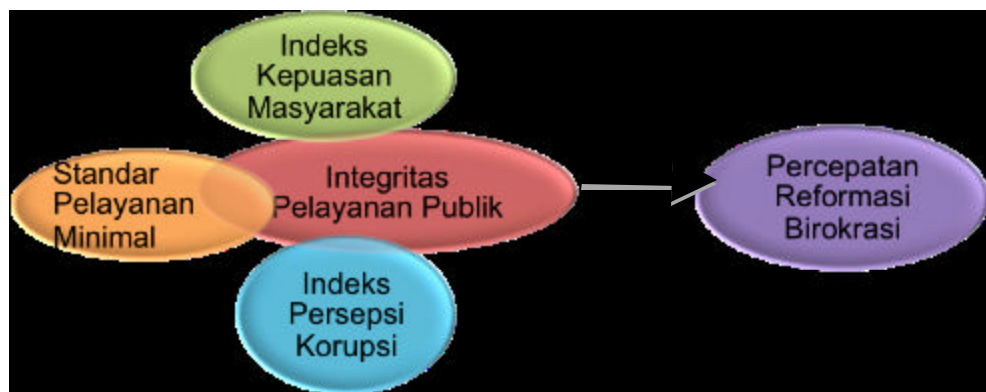 Indeks
Kepuasan
Masyarakat
Standar
Pelayanan
Minimal
Integritas
Pelayanan Publik
Indeks
Persepsi
Korupsi
Percepatan
Reformasi
Birokrasi